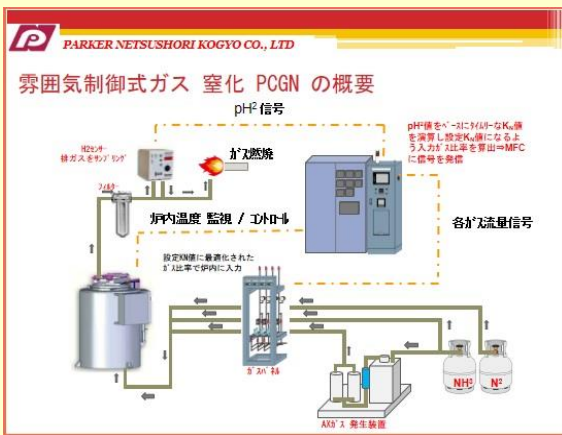 PARKER NETSUSHORI KOGYO CO., LTD
雰囲気制御式ガス 窒化 PCGN の概要
pH² 信号
H2センサー
排ガスをサンプリング
ガス燃焼
フィルター
pH²値をベースにタイムリーなKN値
を演算し設定KN値になるよ
う入力ガス比率を算出⇒MFC
に信号を発信
炉内温度 監視 / コントロール
各ガス流量信号
設定KN値に最適化された
ガス比率で炉内に入力
ガスパネル
NH³
N²
AXガス 発生装置